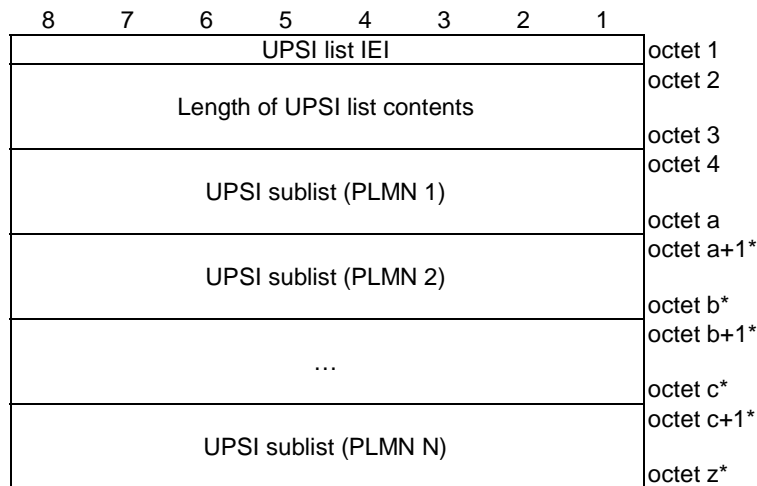 8 7 6 5 4 3 2 1
UPSI list IEI octet 1
octet 2
Length of UPSI list contents
octet 3
octet 4
UPSI sublist (PLMN 1)
octet a
octet a+1*
UPSI sublist (PLMN 2)
octet b*
octet b+1*
…
octet c*
octet c+1*
UPSI sublist (PLMN N)
octet z*